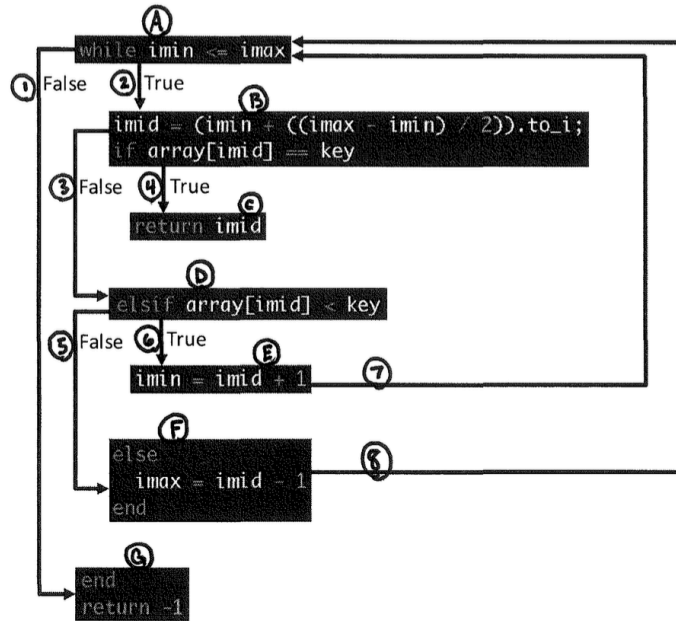 A
while imin <= imax
1 False
2 True
B
imid = (imin + ((imax - imin) / 2)).to_i;
if array[imid] == key
3 False
4 True
C
return imid
D
elsif array[imid] < key
5 False
6 True
E
imin = imid + 1
7
F
else
imax = imid - 1
end
8
G
end
return -1